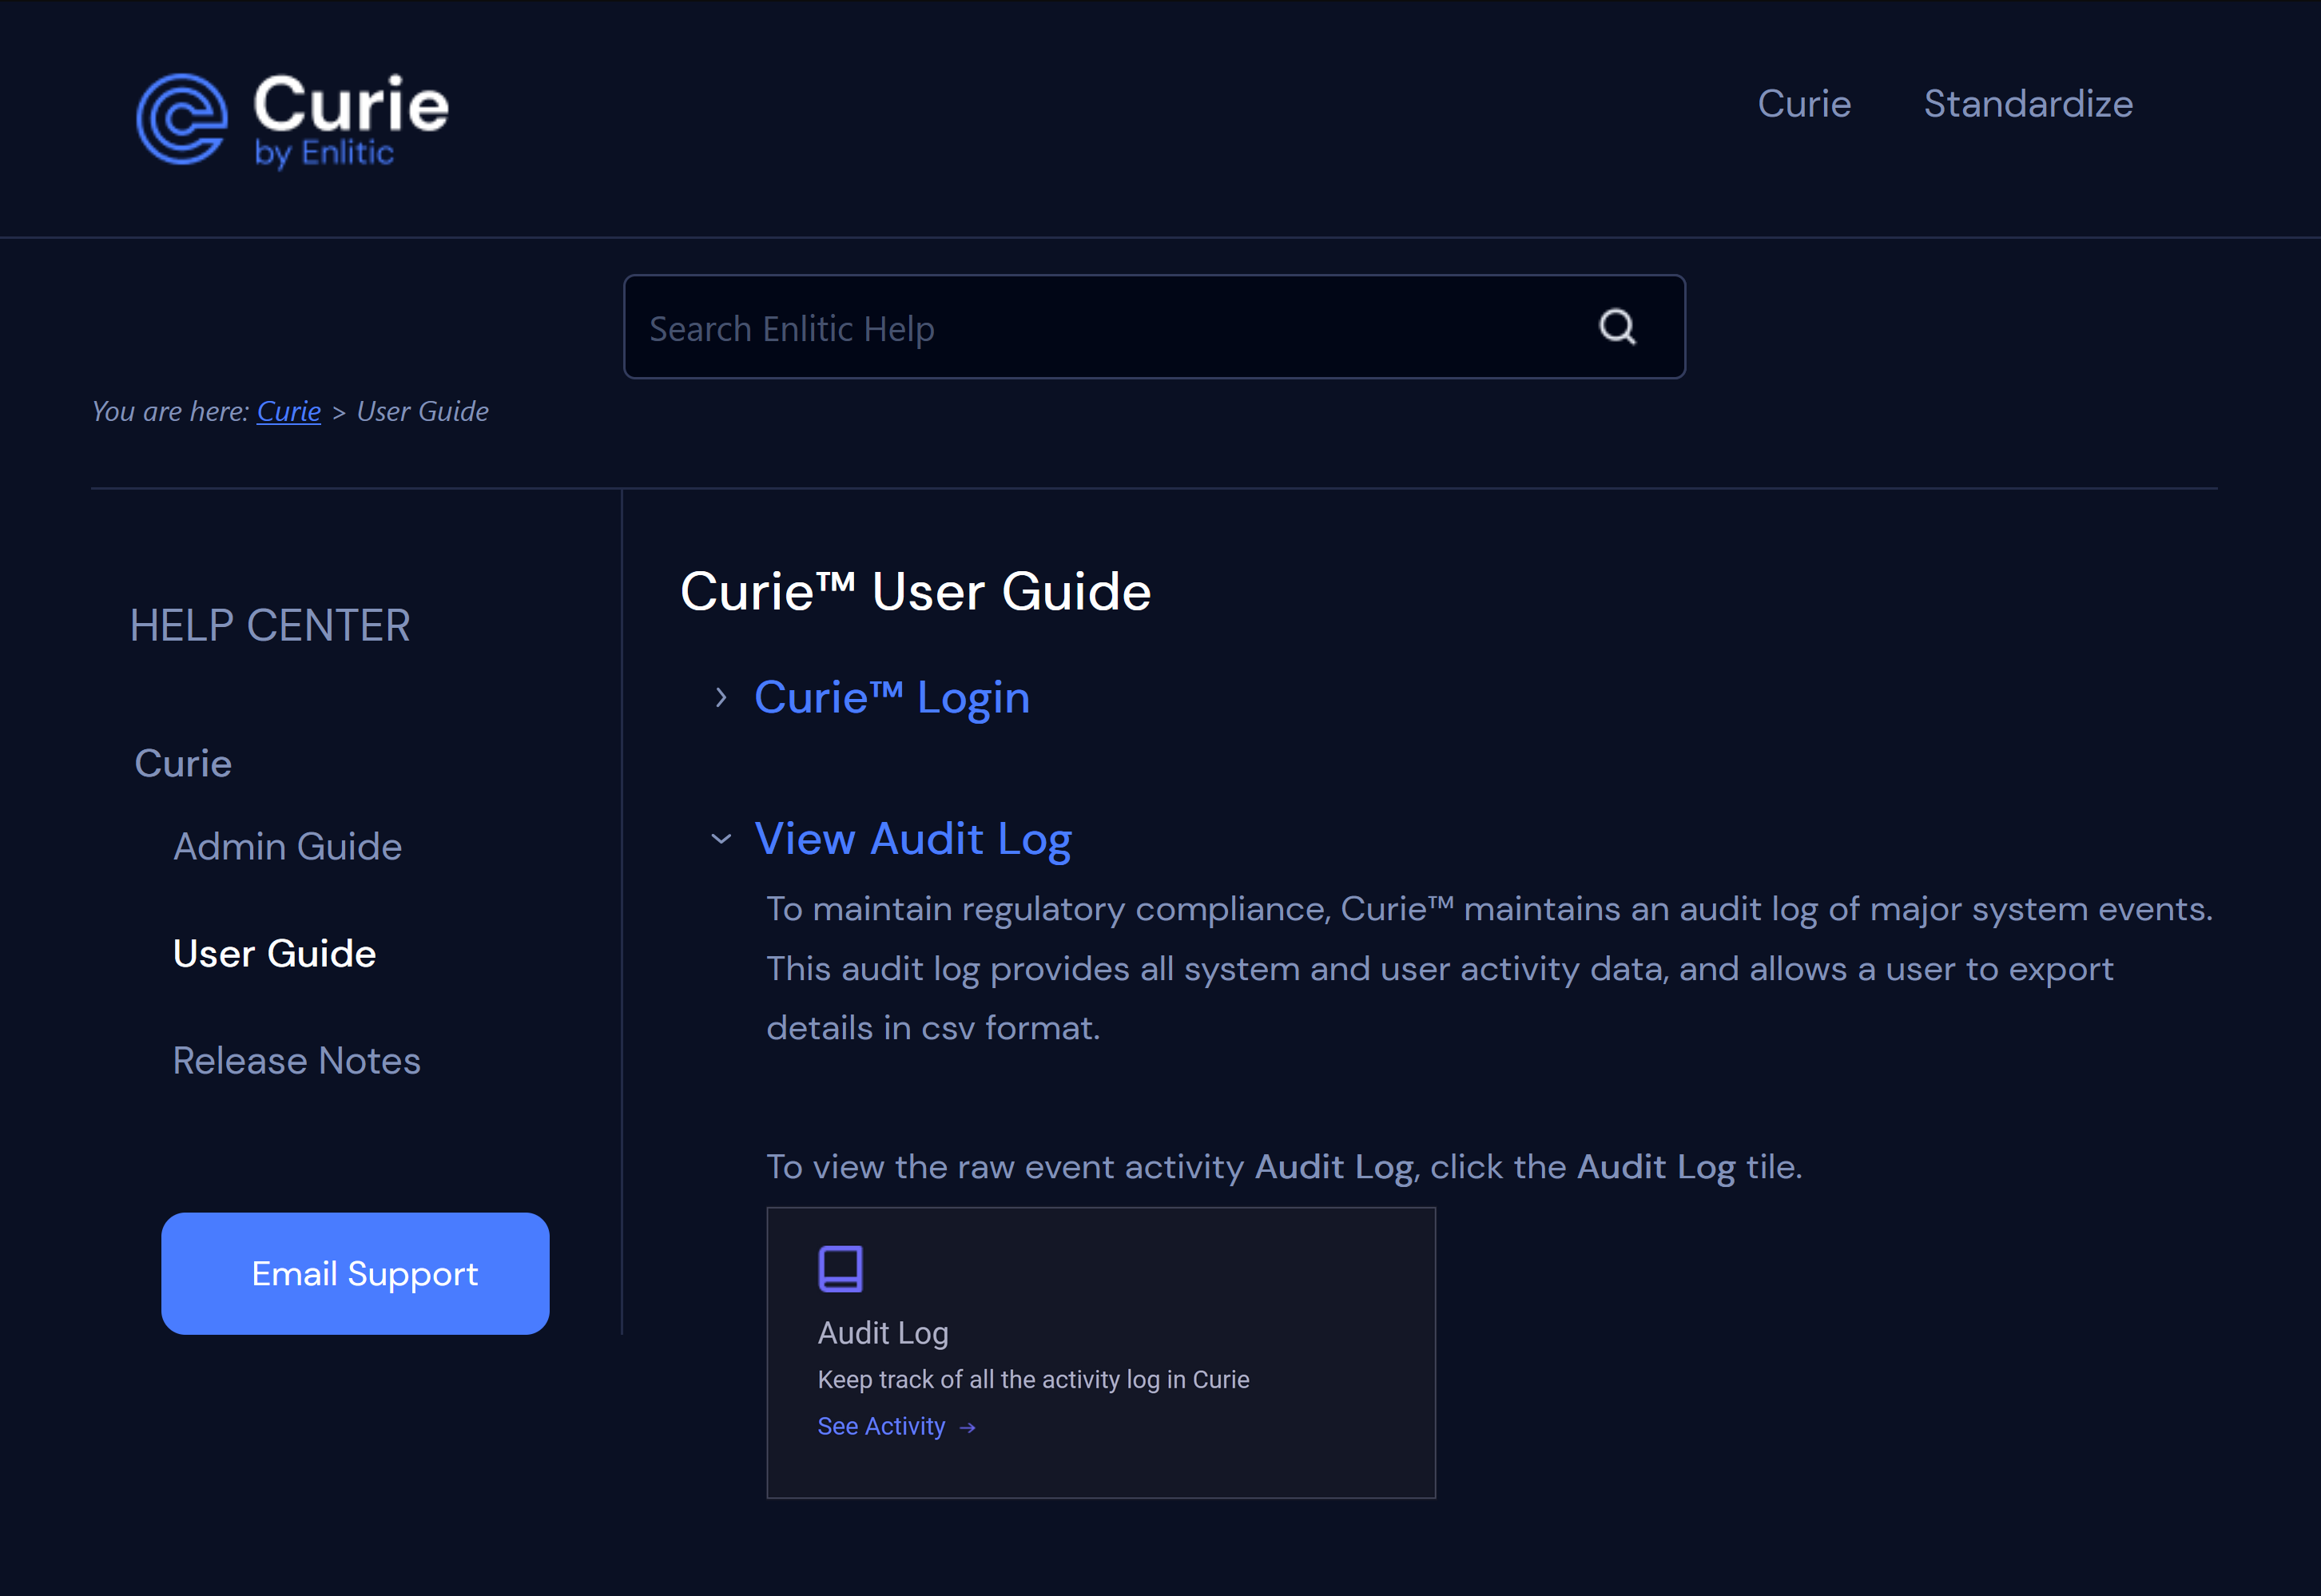 Curie
by Enlitic
Curie
Standardize
Search Enlitic Help
You are here: Curie > User Guide
HELP CENTER
Curie
Admin Guide
User Guide
Release Notes
Email Support
Curie™ User Guide
Curie™ Login
View Audit Log
To maintain regulatory compliance, Curie™ maintains an audit log of major system events.
This audit log provides all system and user activity data, and allows a user to export
details in csv format.
To view the raw event activity Audit Log, click the Audit Log tile.
Audit Log
Keep track of all the activity log in Curie
See Activity →